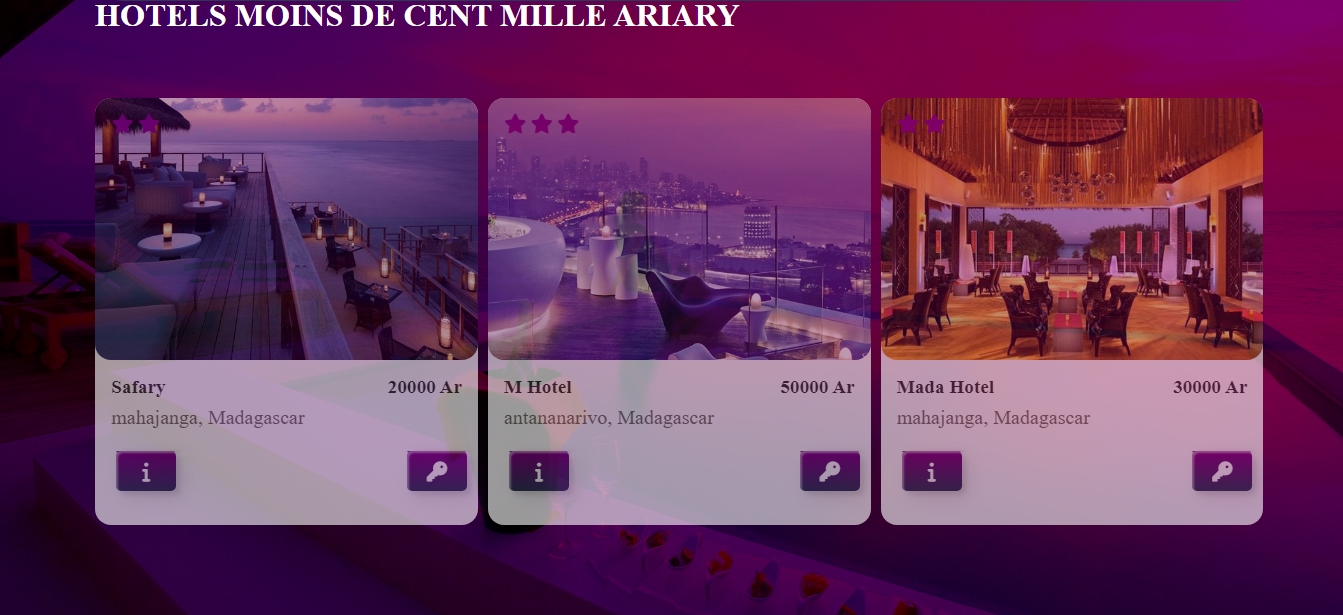 HOTELS MOINS DE CENT MILLE ARIARY
Safary 20000 Ar
mahajanga, Madagascar
M Hotel 50000 Ar
antananarivo, Madagascar
Mada Hotel 30000 Ar
mahajanga, Madagascar